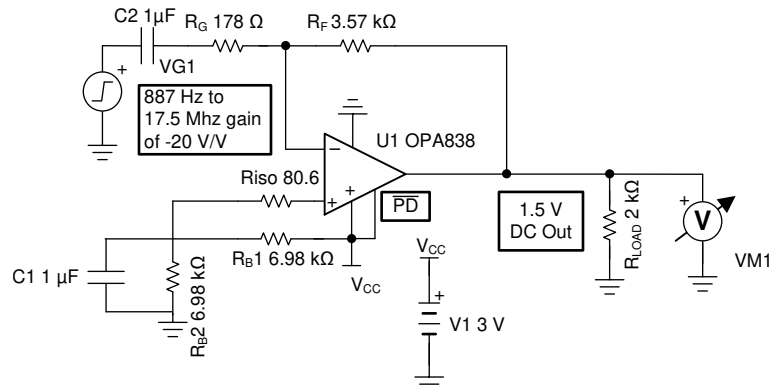 C2 1µF
R_G 178 Ω
R_F 3.57 kΩ
+
VG1
887 Hz to
17.5 Mhz gain
of -20 V/V
U1 OPA838
−
+
+
Riso 80.6
PD
R_B1 6.98 kΩ
V_CC
C1 1 µF
R_B2 6.98 kΩ
V_CC
+
V1 3 V
1.5 V
DC Out
R_LOAD 2 kΩ
+
V
VM1